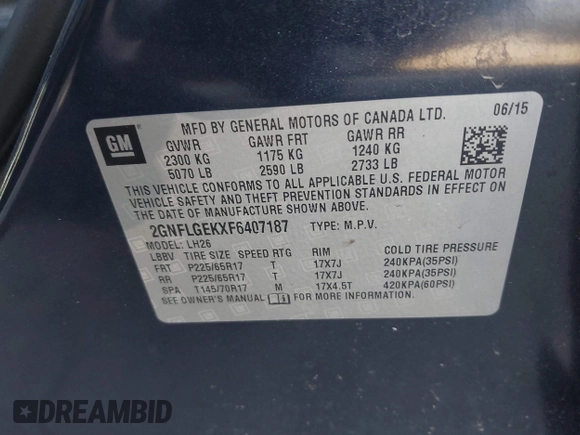 MFD BY GENERAL MOTORS OF CANADA LTD. 06/15
GM
GVWR GAWR FRT GAWR RR
2300 KG 1175 KG 1240 KG
5070 LB 2590 LB 2733 LB
THIS VEHICLE CONFORMS TO ALL APPLICABLE U.S. FEDERAL MOTOR
VEHICLE SAFETY AND THEFT PREVENTION STANDARDS IN EFFECT ON
THE DATE OF MANUFACTURE SHOWN ABOVE.
2GNFLGEKXF6407187 TYPE: M.P.V.
MODEL: LH26
LBBV TIRE SIZE SPEED RTG RIM COLD TIRE PRESSURE
FRT P225/65R17 T 17X7J 240KPA(35PSI)
RR P225/65R17 T 17X7J 240KPA(35PSI)
SPA T145/70R17 M 17X4.5T 420KPA(60PSI)
SEE OWNER'S MANUAL FOR MORE INFORMATION.
DREAMBID